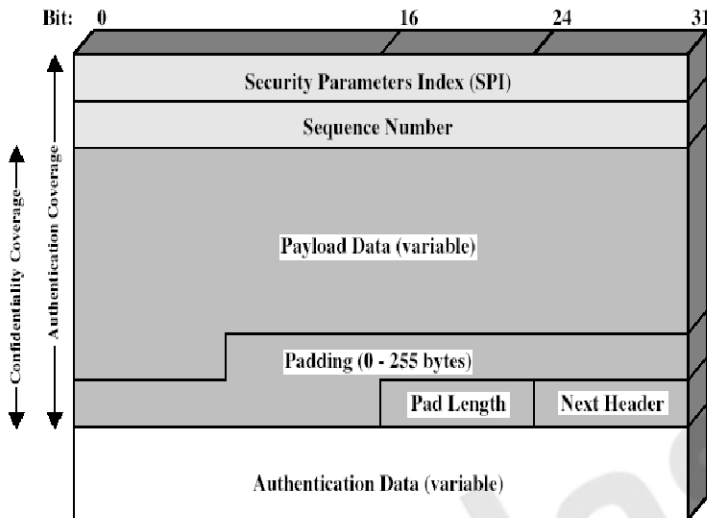 Bit: 0 16 24 31
Security Parameters Index (SPI)
Sequence Number
Payload Data (variable)
Padding (0 - 255 bytes)
Pad Length Next Header
Authentication Data (variable)
Confidentiality Coverage
Authentication Coverage